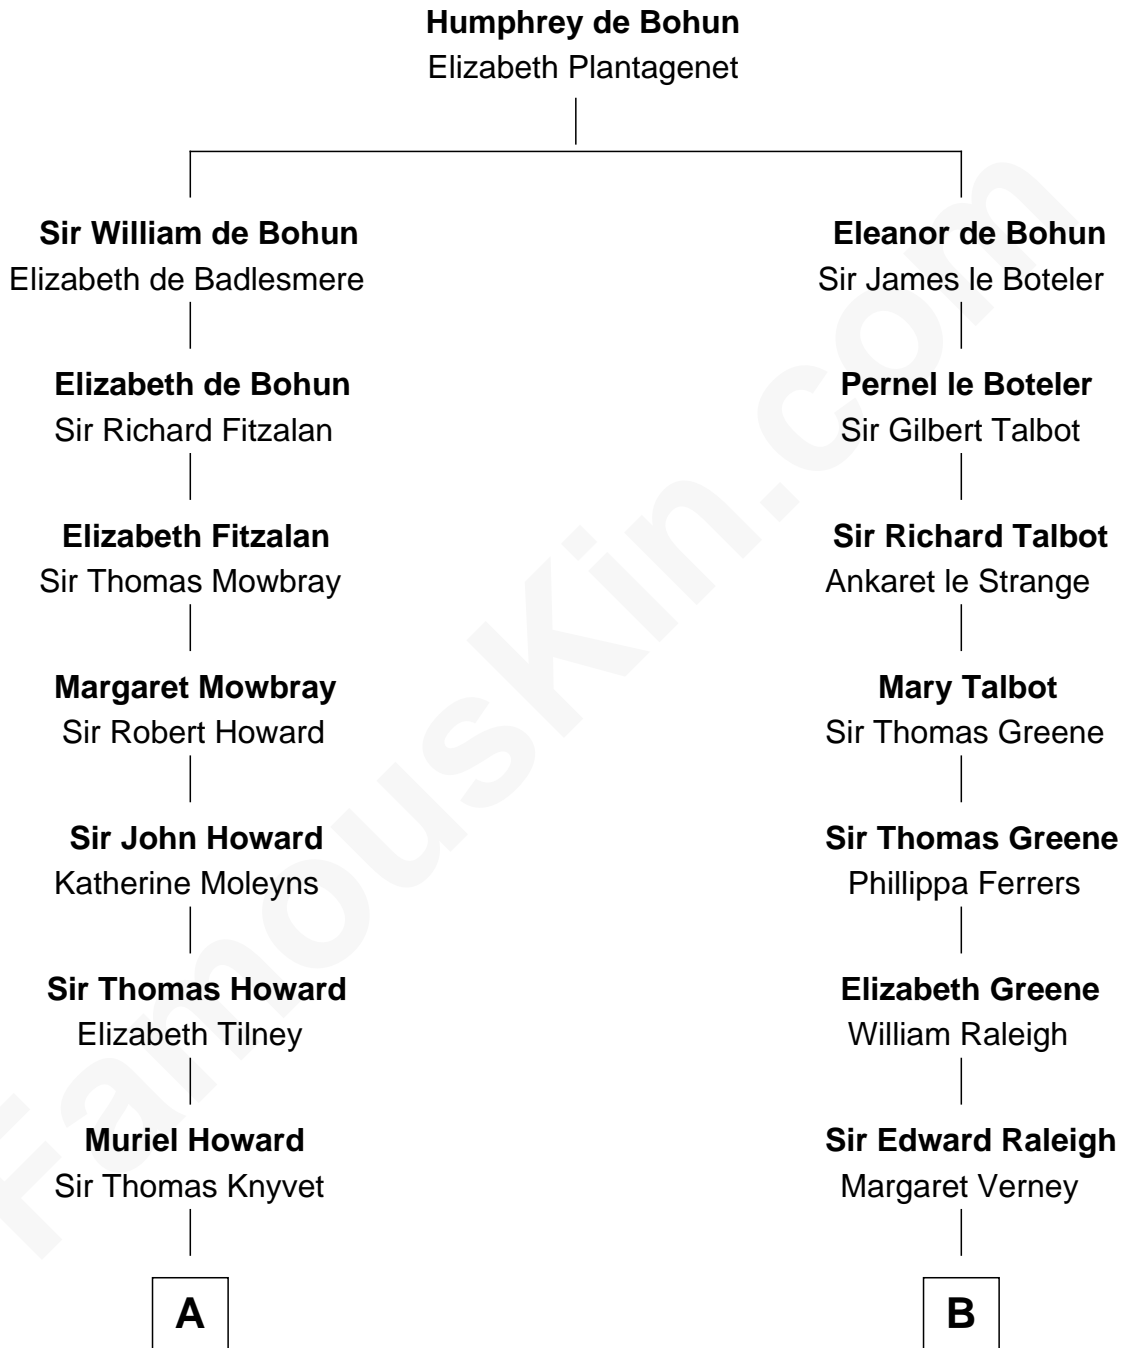 Humphrey de Bohun
Elizabeth Plantagenet
Sir William de Bohun
Elizabeth de Badlesmere
Elizabeth de Bohun
Sir Richard Fitzalan
Elizabeth Fitzalan
Sir Thomas Mowbray
Margaret Mowbray
Sir Robert Howard
Sir John Howard
Katherine Moleyns
Sir Thomas Howard
Elizabeth Tilney
Muriel Howard
Sir Thomas Knyvet
A
Eleanor de Bohun
Sir James le Boteler
Pernel le Boteler
Sir Gilbert Talbot
Sir Richard Talbot
Ankaret le Strange
Mary Talbot
Sir Thomas Greene
Sir Thomas Greene
Phillippa Ferrers
Elizabeth Greene
William Raleigh
Sir Edward Raleigh
Margaret Verney
B
FamousKin.com